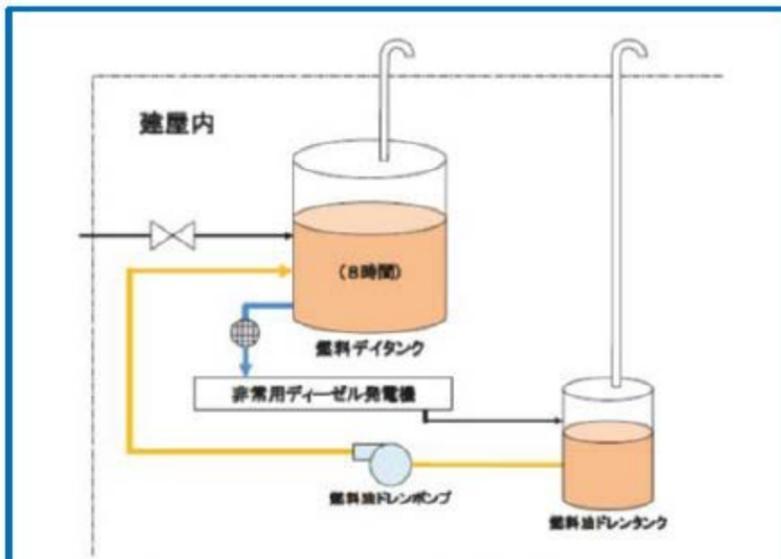 建屋内
(8時間)
燃料デイタンク
非常用ディーゼル発電機
燃料油ドレンポンプ
燃料油ドレンタンク